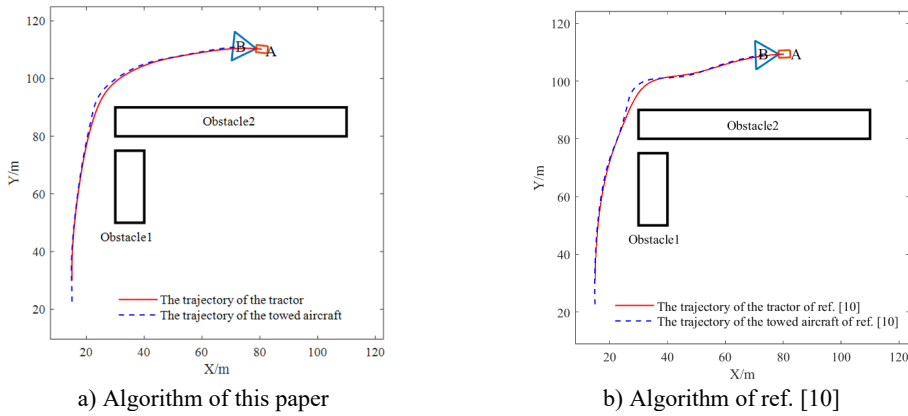 120
100
80
60
40
20
Y/m
B
A
Obstacle2
Obstacle1
The trajectory of the tractor
The trajectory of the towed aircraft
20 40 60 80 100 120
X/m
a) Algorithm of this paper
120
100
80
60
40
20
Y/m
B
A
Obstacle2
Obstacle1
The trajectory of the tractor of ref. [10]
The trajectory of the towed aircraft of ref. [10]
20 40 60 80 100 120
X/m
b) Algorithm of ref. [10]